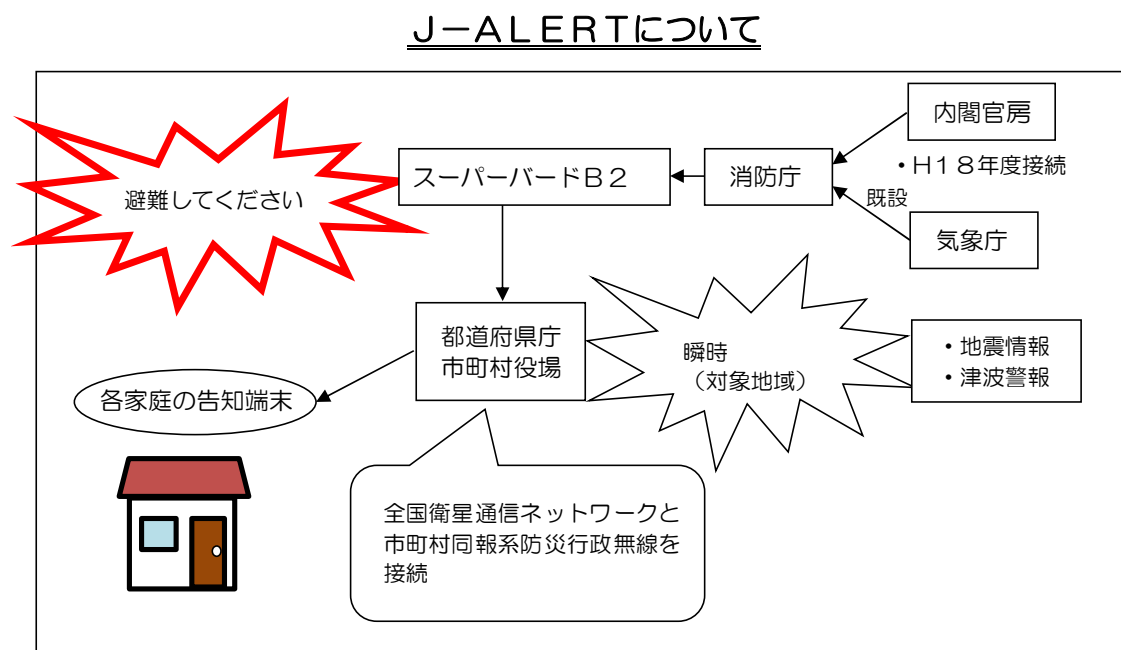 J－ALERTについて
内閣官房
・H18年度接続
スーパーバードB2
消防庁
避難してください
既設
気象庁
都道府県庁
市町村役場
瞬時
（対象地域）
・地震情報
・津波警報
各家庭の告知端末
全国衛星通信ネットワークと
市町村同報系防災行政無線を
接続